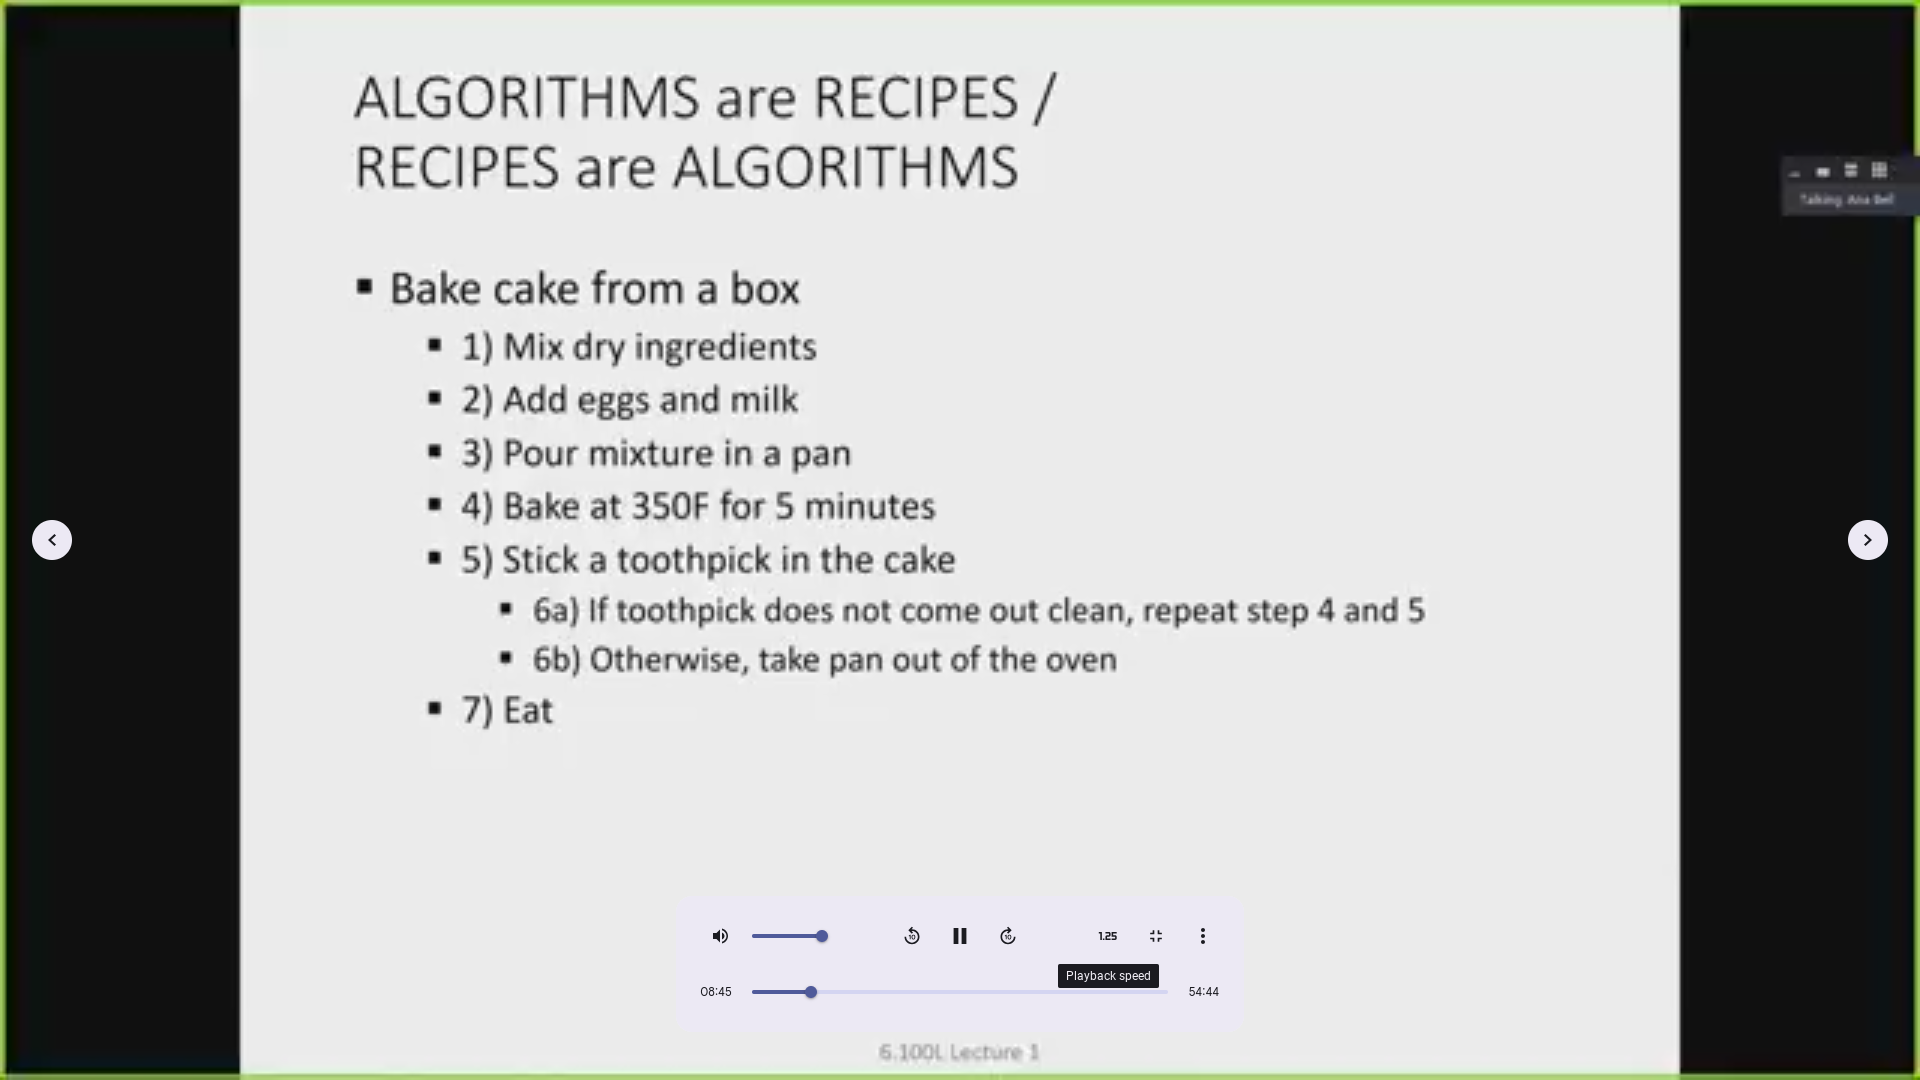 ALGORITHMS are RECIPES /
RECIPES are ALGORITHMS
Talking: Ana Bell
▪ Bake cake from a box
▪ 1) Mix dry ingredients
▪ 2) Add eggs and milk
▪ 3) Pour mixture in a pan
▪ 4) Bake at 350F for 5 minutes
▪ 5) Stick a toothpick in the cake
▪ 6a) If toothpick does not come out clean, repeat step 4 and 5
▪ 6b) Otherwise, take pan out of the oven
▪ 7) Eat
10 10 1.25
Playback speed
08:45 54:44
6.100L Lecture 1